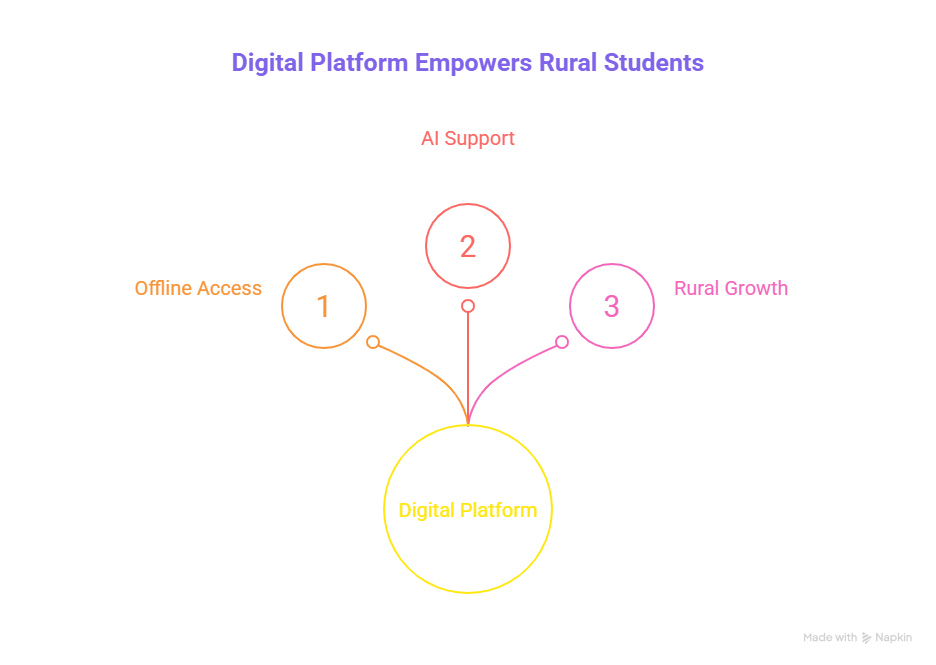 Digital Platform Empowers Rural Students
AI Support
2
Offline Access
1
3
Rural Growth
Digital Platform
Made with Napkin